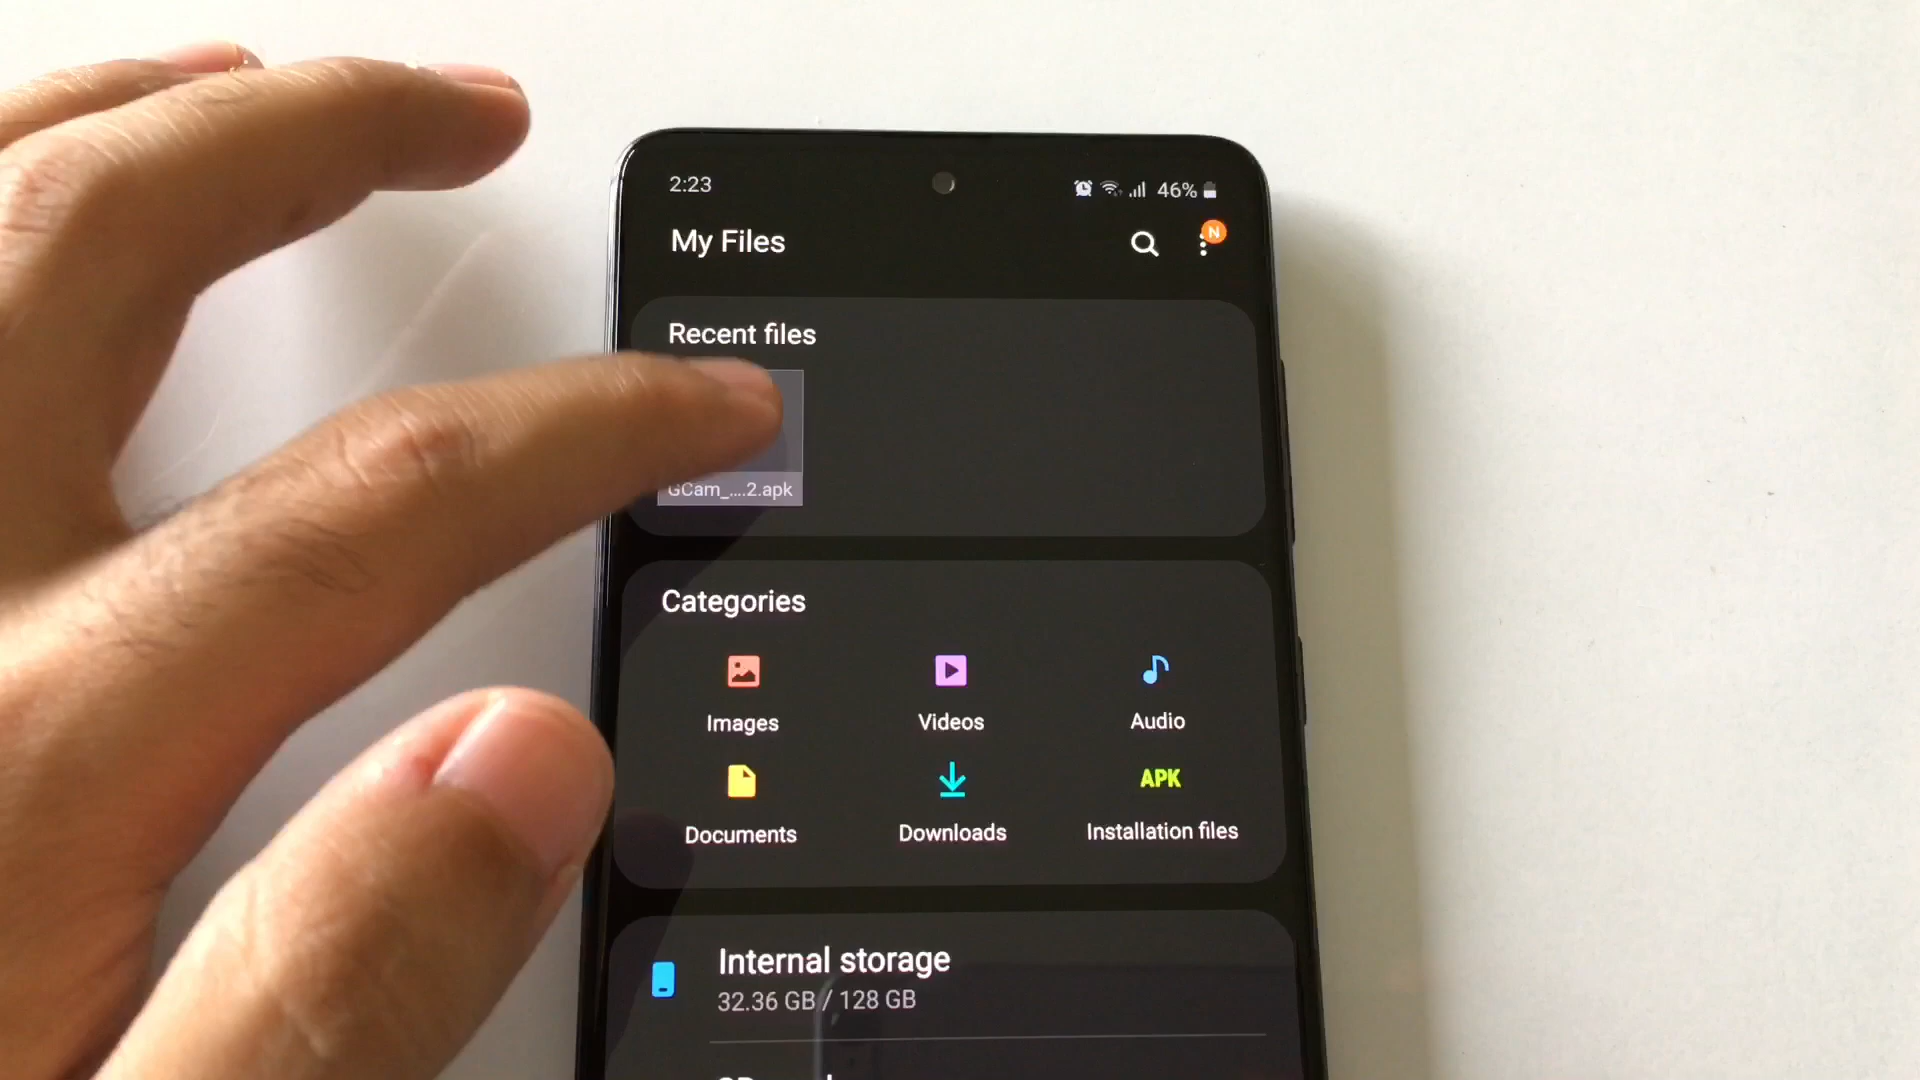 2:23
46%
My Files
N
Recent files
GCam_....2.apk
Categories
Images
Videos
Audio
APK
Documents
Downloads
Installation files
Internal storage
32.36 GB / 128 GB